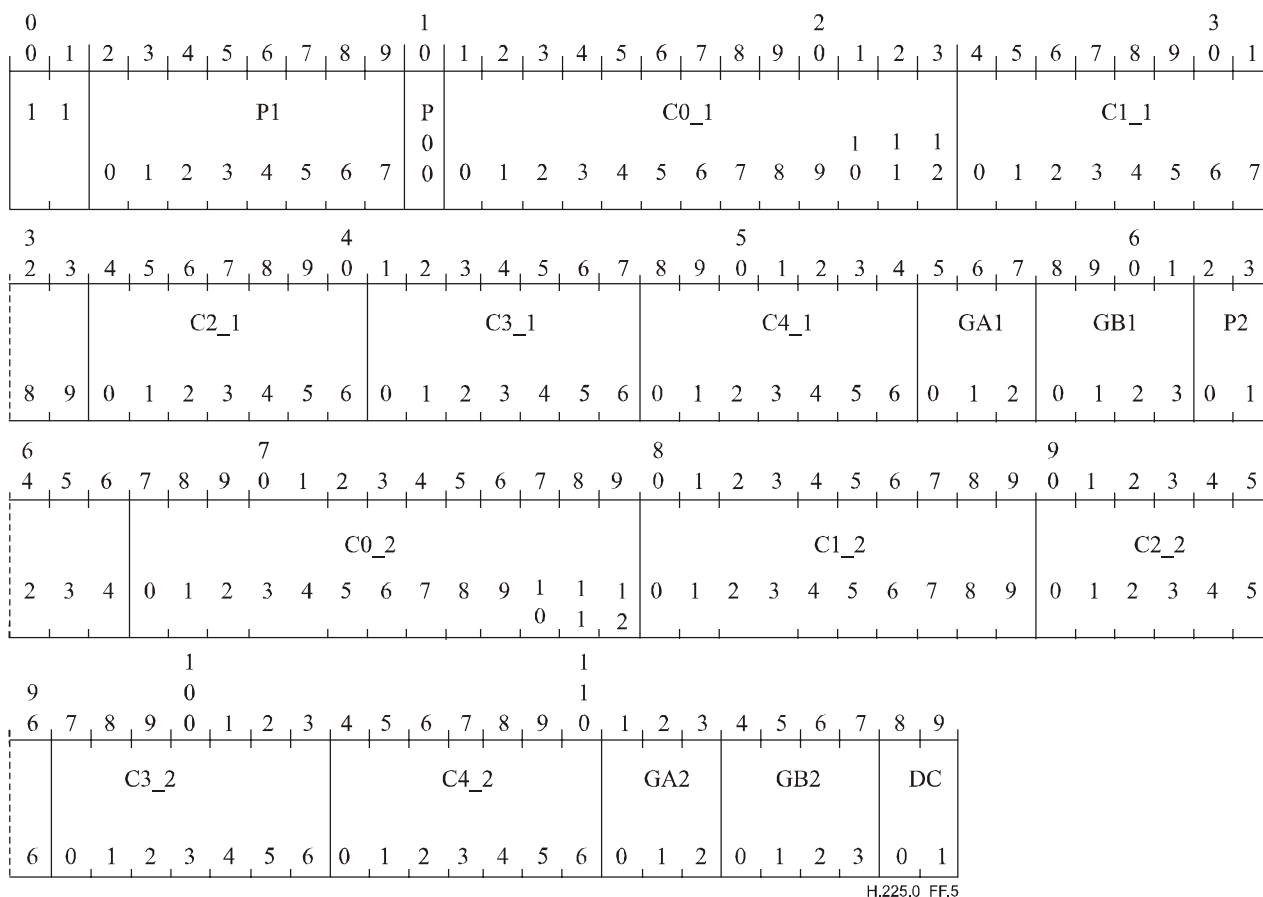 0 1 2 3
0 1 2 3 4 5 6 7 8 9 0 1 2 3 4 5 6 7 8 9 0 1 2 3 4 5 6 7 8 9 0 1
1 1 P1 P C0_1 C1_1
0 1 1 1
0 1 2 3 4 5 6 7 0 0 1 2 3 4 5 6 7 8 9 0 1 2 0 1 2 3 4 5 6 7
3 4 5 6
2 3 4 5 6 7 8 9 0 1 2 3 4 5 6 7 8 9 0 1 2 3 4 5 6 7 8 9 0 1 2 3
C2_1 C3_1 C4_1 GA1 GB1 P2
8 9 0 1 2 3 4 5 6 0 1 2 3 4 5 6 0 1 2 3 4 5 6 0 1 2 0 1 2 3 0 1
6 7 8 9
4 5 6 7 8 9 0 1 2 3 4 5 6 7 8 9 0 1 2 3 4 5 6 7 8 9 0 1 2 3 4 5
C0_2 C1_2 C2_2
2 3 4 0 1 2 3 4 5 6 7 8 9 1 1 1 0 1 2 3 4 5 6 7 8 9 0 1 2 3 4 5
0 1 2
1 1
9 0 1
6 7 8 9 0 1 2 3 4 5 6 7 8 9 0 1 2 3 4 5 6 7 8 9
C3_2 C4_2 GA2 GB2 DC
6 0 1 2 3 4 5 6 0 1 2 3 4 5 6 0 1 2 0 1 2 3 0 1
H.225.0_FF.5